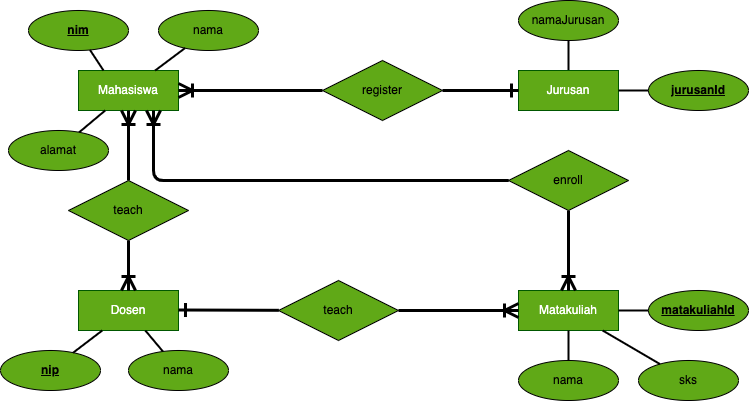 namaJurusan
nim
nama
Mahasiswa
register
Jurusan
jurusanId
alamat
enroll
teach
Dosen
teach
Matakuliah
matakuliahId
nip
nama
nama
sks